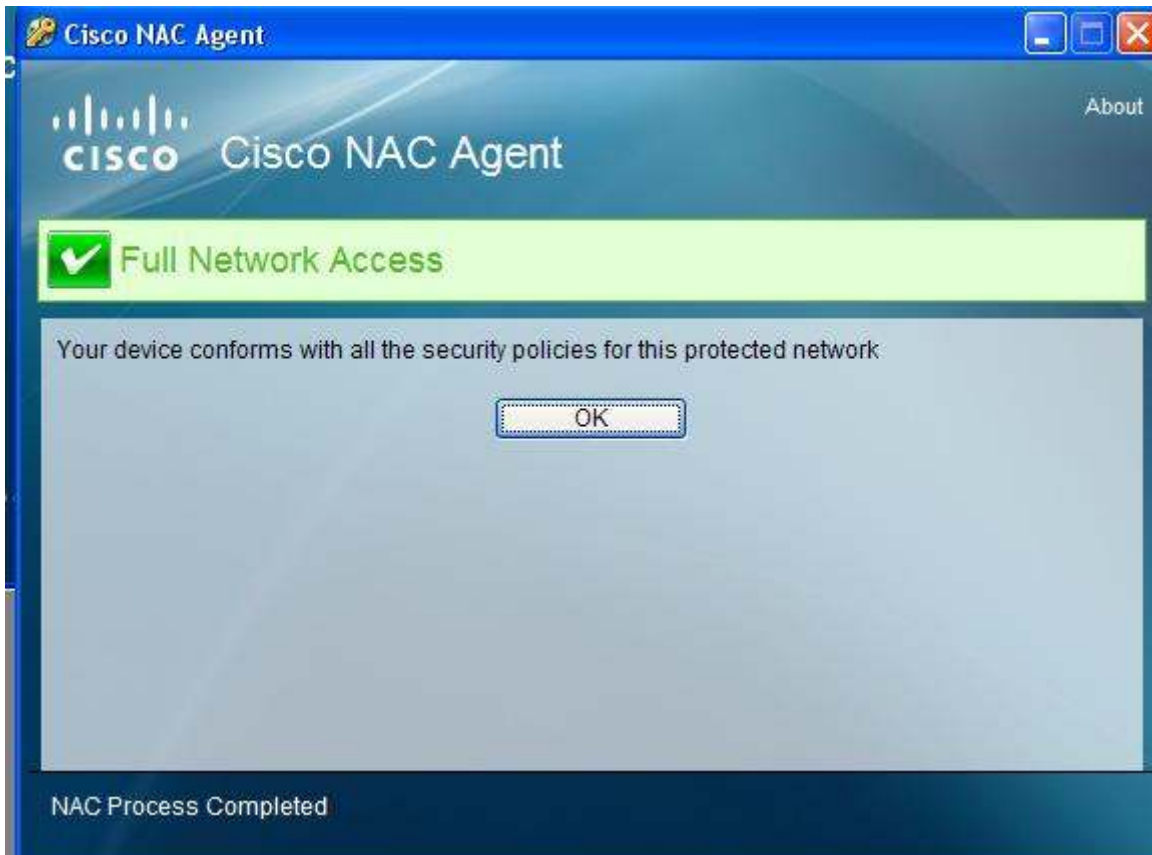 Cisco NAC Agent
About
CISCO Cisco NAC Agent
Full Network Access
Your device conforms with all the security policies for this protected network
OK
NAC Process Completed